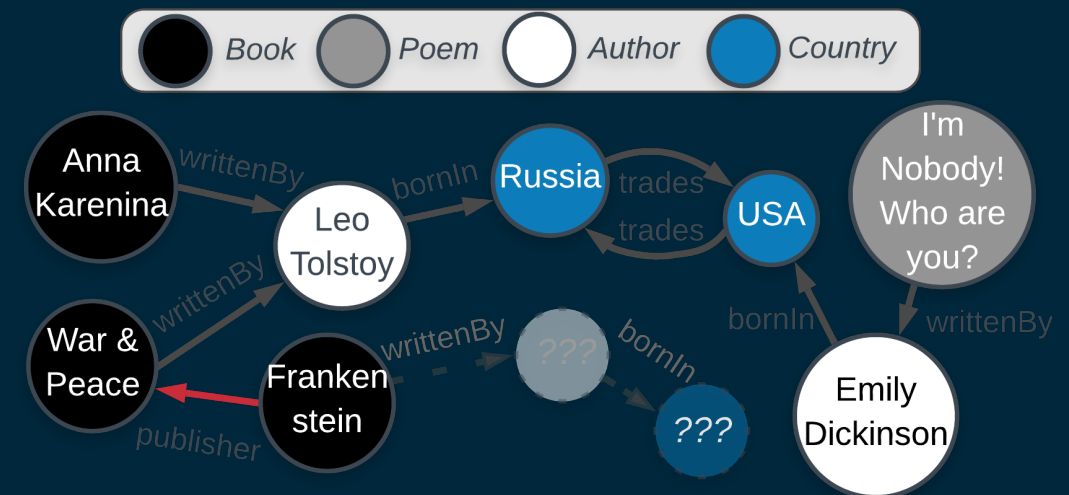 Book
Poem
Author
Country
Anna
Karenina
writtenBy
Leo
Tolstoy
bornIn
Russia
trades
trades
USA
I'm
Nobody!
Who are
you?
writtenBy
War &
Peace
Franken
stein
publisher
writtenBy
???
bornIn
???
bornIn
writtenBy
Emily
Dickinson